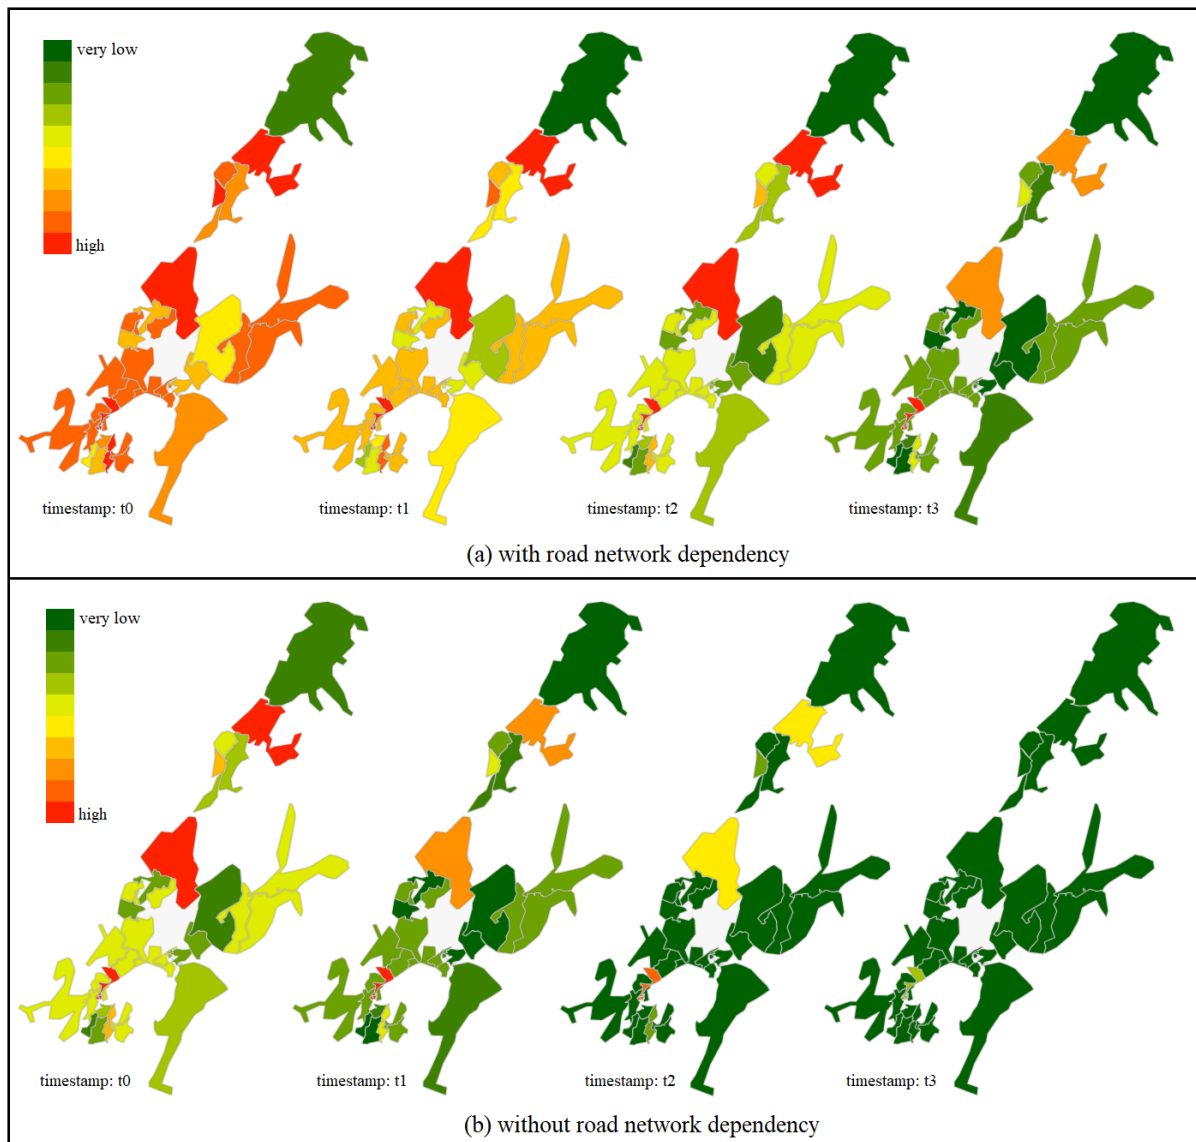 very low
high
timestamp: t0
timestamp: t1
timestamp: t2
timestamp: t3
(a) with road network dependency
very low
high
timestamp: t0
timestamp: t1
timestamp: t2
timestamp: t3
(b) without road network dependency